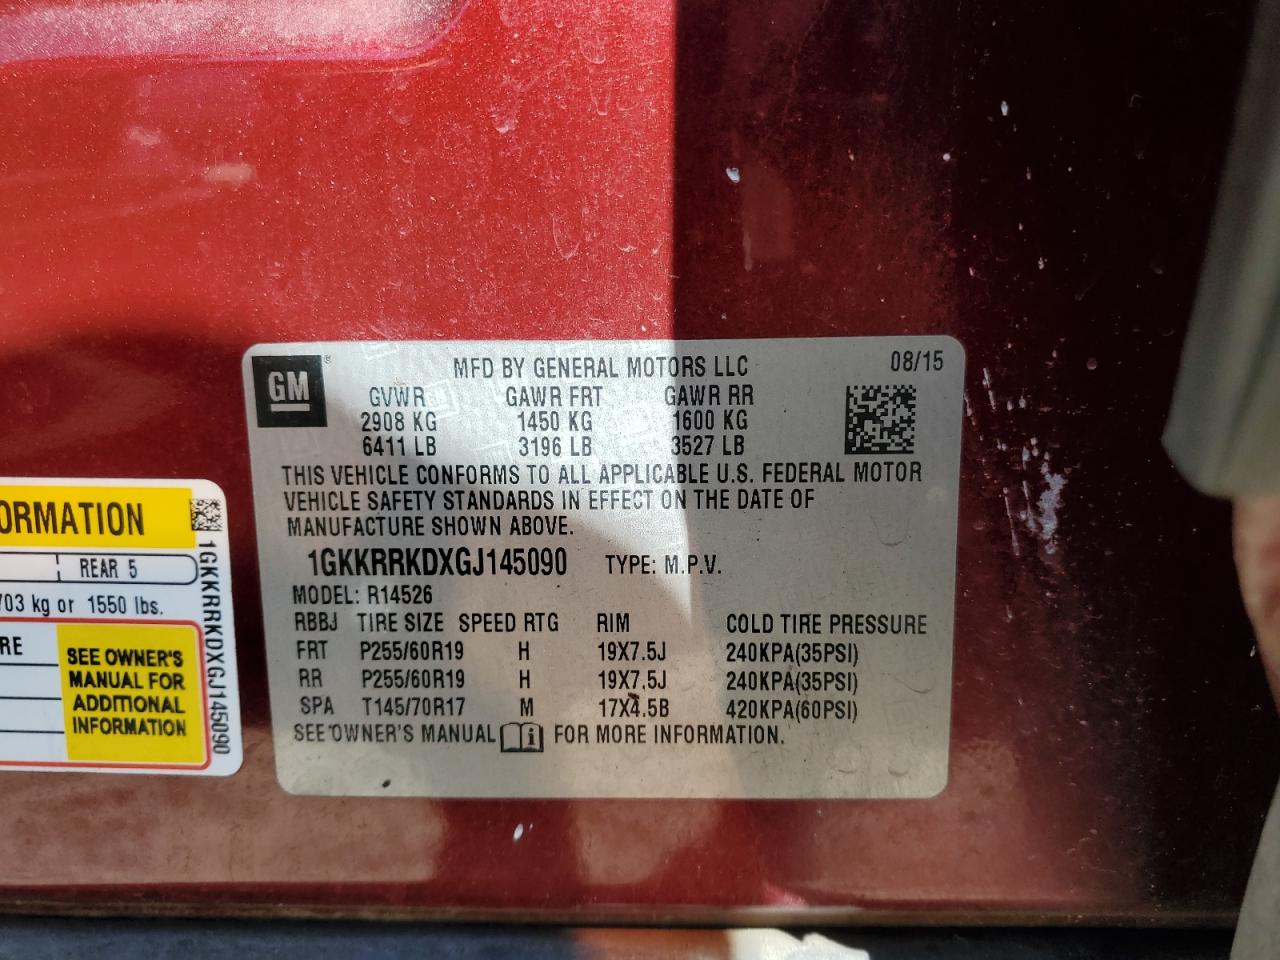 GM
®
MFD BY GENERAL MOTORS LLC 08/15
GVWR GAWR FRT GAWR RR
2908 KG 1450 KG 1600 KG
6411 LB 3196 LB 3527 LB
THIS VEHICLE CONFORMS TO ALL APPLICABLE U.S. FEDERAL MOTOR
VEHICLE SAFETY STANDARDS IN EFFECT ON THE DATE OF
MANUFACTURE SHOWN ABOVE.
1GKKRRKDXGJ145090 TYPE: M.P.V.
MODEL: R14526
RBBJ TIRE SIZE SPEED RTG RIM COLD TIRE PRESSURE
FRT P255/60R19 H 19X7.5J 240KPA(35PSI)
RR P255/60R19 H 19X7.5J 240KPA(35PSI)
SPA T145/70R17 M 17X4.5B 420KPA(60PSI)
SEE OWNER'S MANUAL i FOR MORE INFORMATION.
ORMATION
REAR 5
703 kg or 1550 lbs.
RE
SEE OWNER'S
MANUAL FOR
ADDITIONAL
INFORMATION
1GKKRRKDXGJ145090